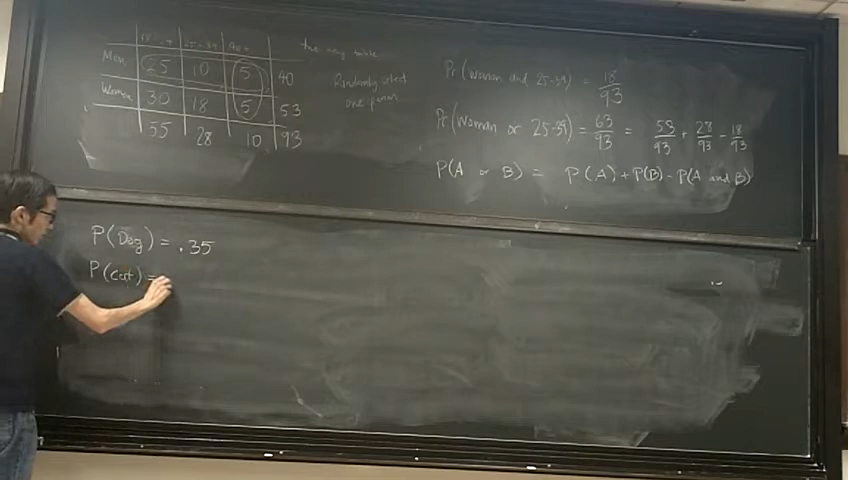 18-24 25-39 40+
Men 25 10 5 40
Women 30 18 5 53
55 28 10 93
two way table
Randomly select
one person
Pr(woman and 25-39) = 18/93
Pr(Woman or 25-39) = 63/93 = 53/93 + 28/93 - 18/93
P(A or B) = P(A) + P(B) - P(A and B)
P(Dog) = .35
P(cat) =